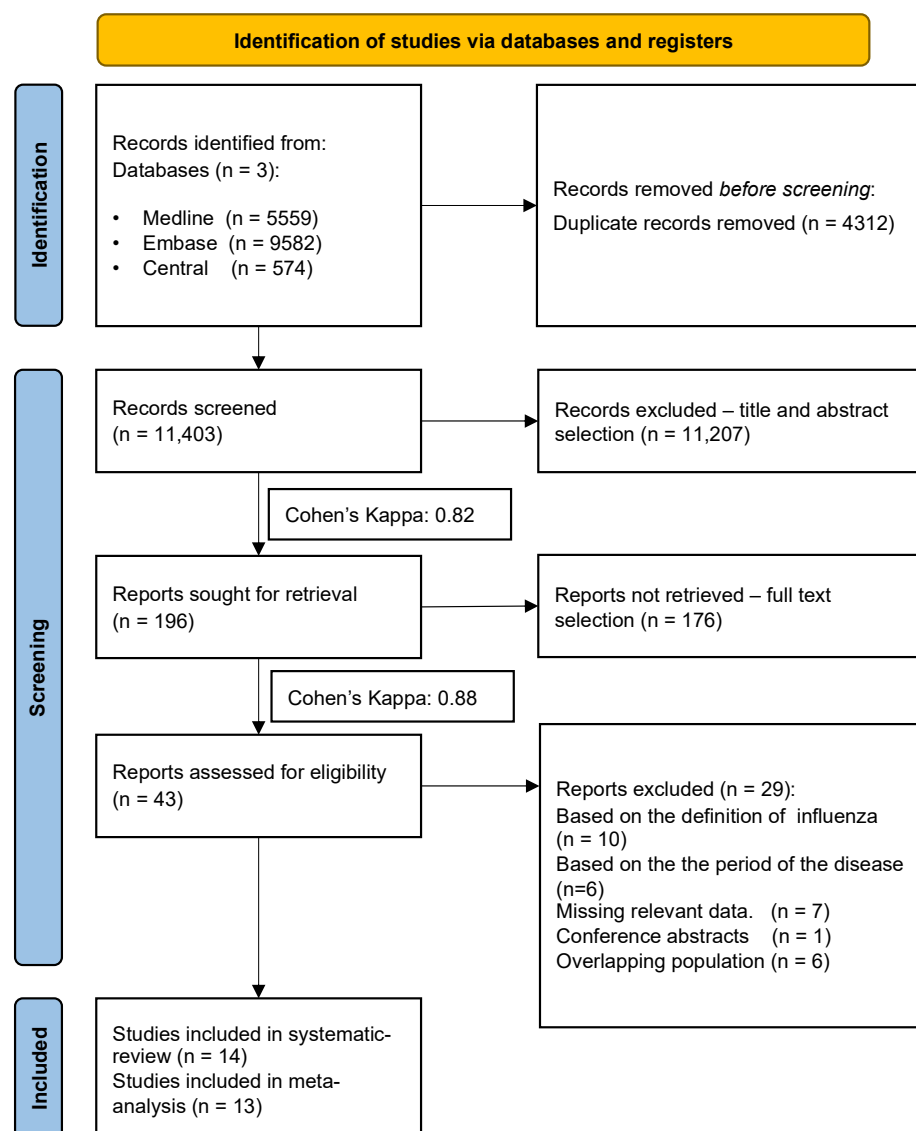 Identification of studies via databases and registers
Identification
Records identified from:
Databases (n = 3):
• Medline (n = 5559)
• Embase (n = 9582)
• Central (n = 574)
Records removed before screening:
Duplicate records removed (n = 4312)
Screening
Records screened
(n = 11,403)
Records excluded – title and abstract
selection (n = 11,207)
Cohen’s Kappa: 0.82
Reports sought for retrieval
(n = 196)
Reports not retrieved – full text
selection (n = 176)
Cohen’s Kappa: 0.88
Reports assessed for eligibility
(n = 43)
Reports excluded (n = 29):
Based on the definition of influenza
(n = 10)
Based on the the period of the disease
(n=6)
Missing relevant data. (n = 7)
Conference abstracts (n = 1)
Overlapping population (n = 6)
Included
Studies included in systematic-
review (n = 14)
Studies included in meta-
analysis (n = 13)